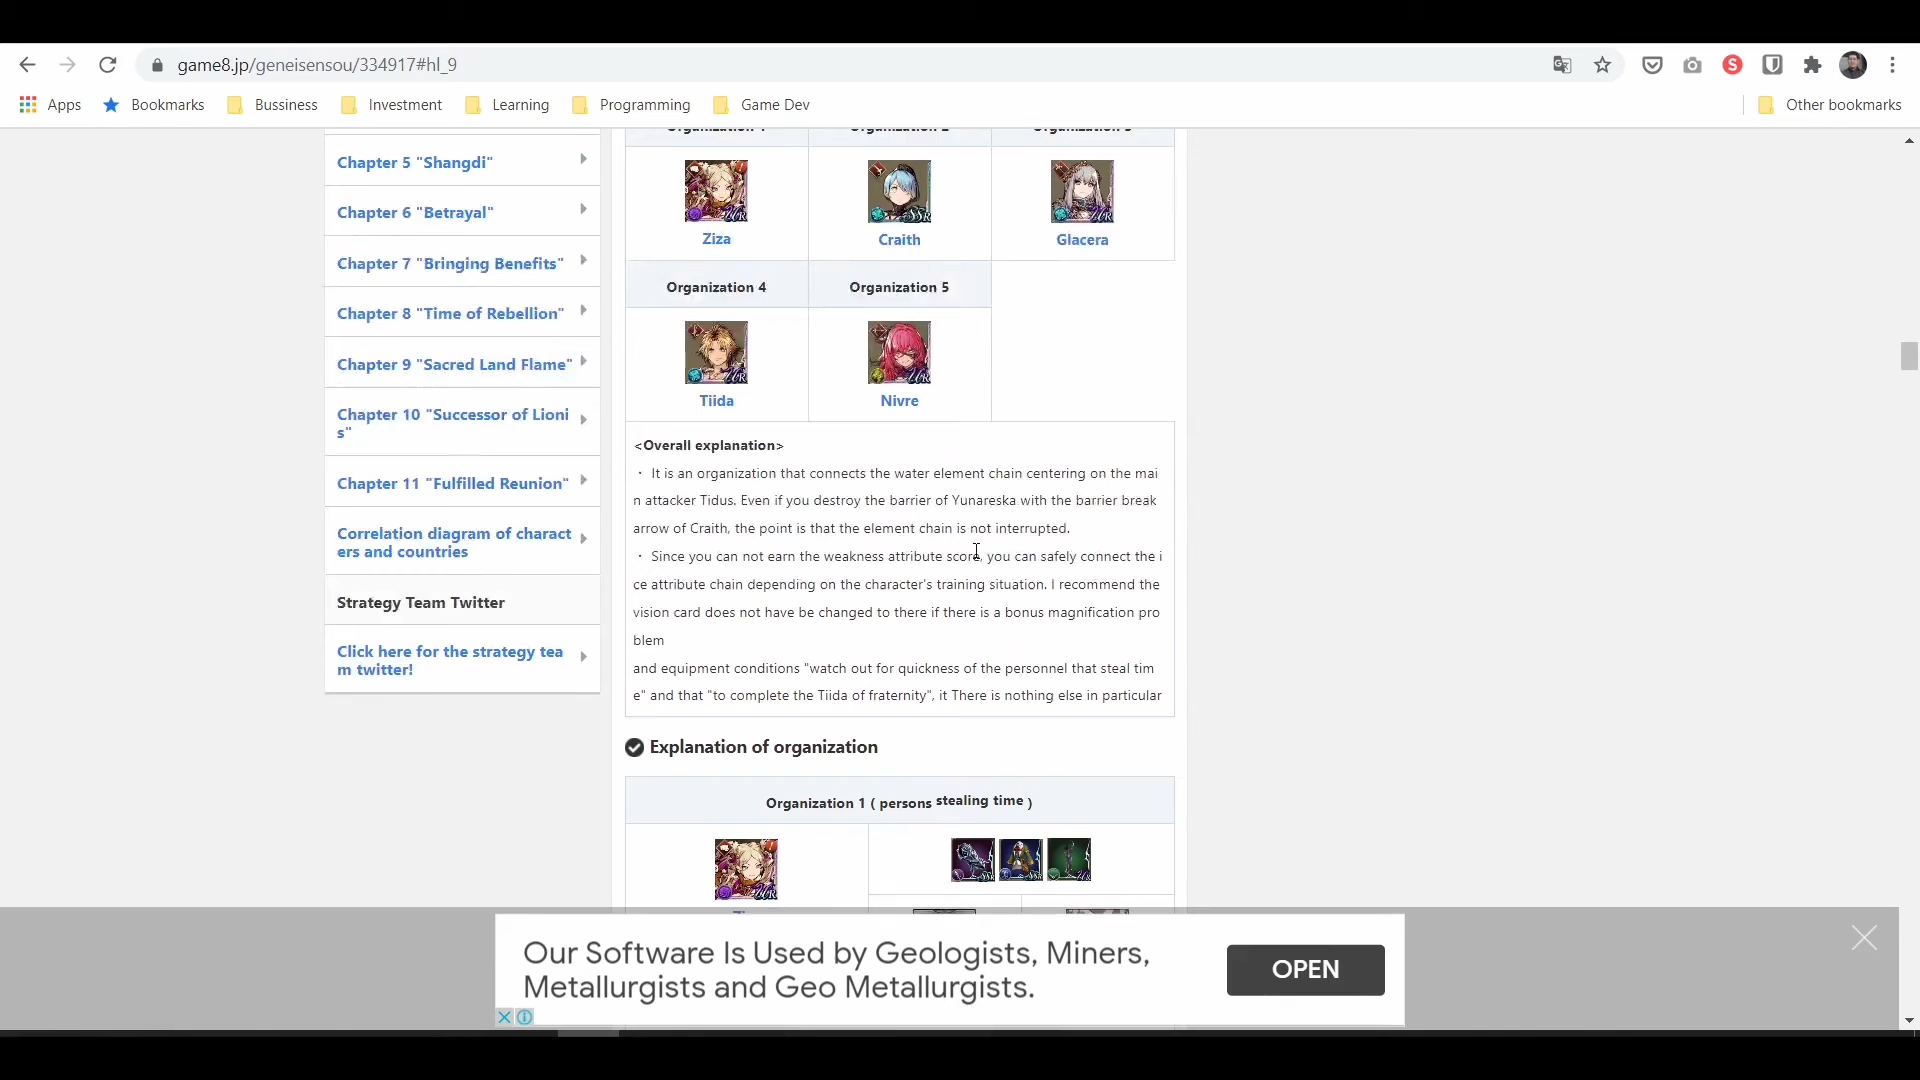 game8.jp/geneisensou/334917#hl_9
Apps
Bookmarks
Bussiness
Investment
Learning
Programming
Game Dev
Other bookmarks
Chapter 5 "Shangdi"
Chapter 6 "Betrayal"
Chapter 7 "Bringing Benefits"
Chapter 8 "Time of Rebellion"
Chapter 9 "Sacred Land Flame"
Chapter 10 "Successor of Lioni
s"
Chapter 11 "Fulfilled Reunion"
Correlation diagram of charact
ers and countries
Strategy Team Twitter
Click here for the strategy tea
m twitter!
Ziza
Craith
Glacera
Organization 4
Organization 5
Tiida
Nivre
<Overall explanation>
・ It is an organization that connects the water element chain centering on the mai
n attacker Tidus. Even if you destroy the barrier of Yunareska with the barrier break
arrow of Craith, the point is that the element chain is not interrupted.
・ Since you can not earn the weakness attribute score, you can safely connect the i
ce attribute chain depending on the character's training situation. I recommend the
vision card does not have be changed to there if there is a bonus magnification pro
blem
and equipment conditions "watch out for quickness of the personnel that steal tim
e" and that "to complete the Tiida of fraternity", it There is nothing else in particular
Explanation of organization
Organization 1 ( persons stealing time )
Our Software Is Used by Geologists, Miners,
Metallurgists and Geo Metallurgists.
OPEN